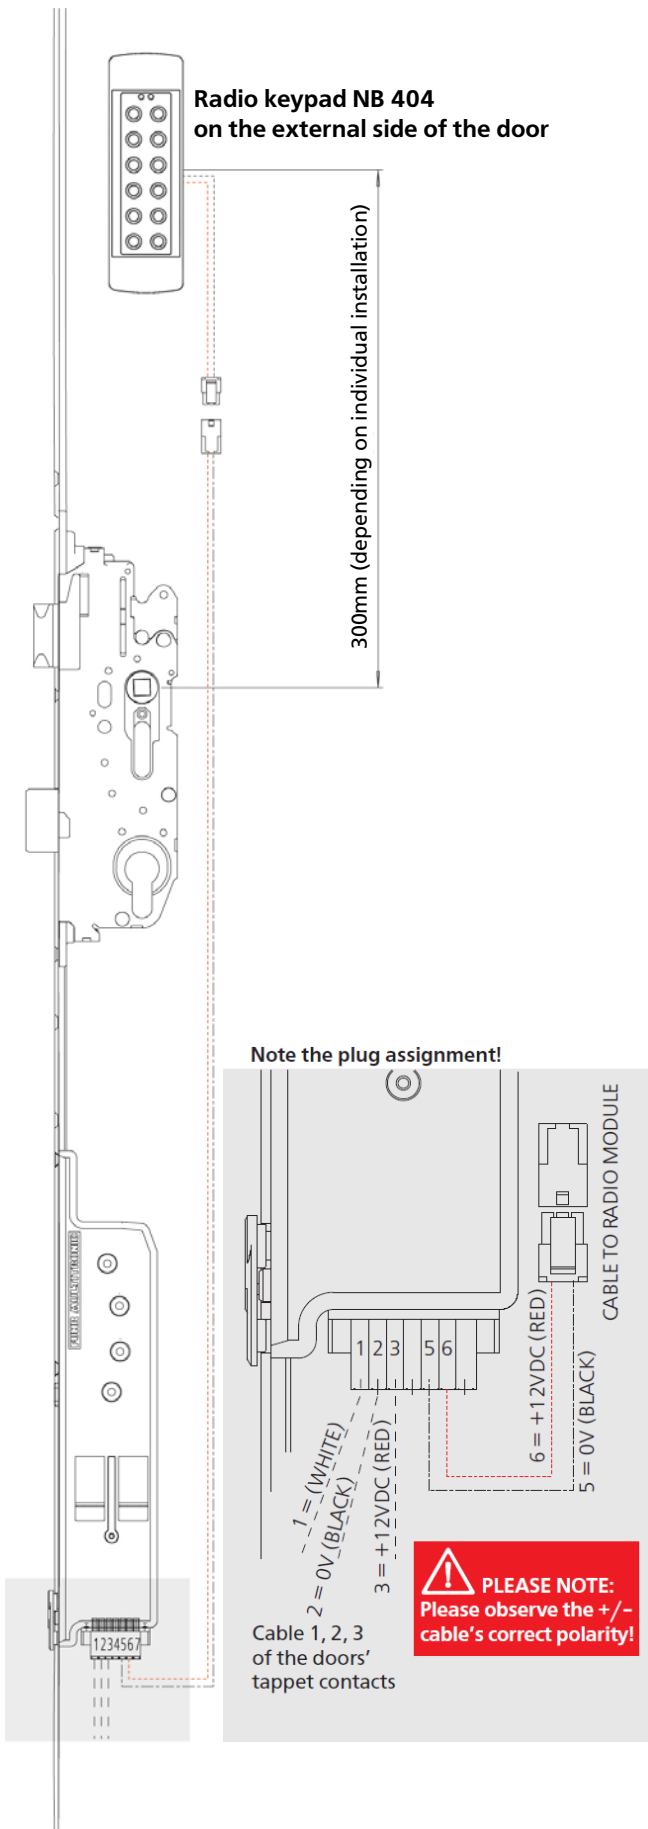 Radio keypad NB 404
on the external side of the door
300mm (depending on individual installation)
Note the plug assignment!
CABLE TO RADIO MODULE
1 2 3 5 6
6 = +12VDC (RED)
5 = 0V (BLACK)
1 = (WHITE)
2 = 0V (BLACK)
3 = +12VDC (RED)
FUHR MULTITRONIC
1234567
PLEASE NOTE:
Please observe the +/–
cable's correct polarity!
Cable 1, 2, 3
of the doors'
tappet contacts